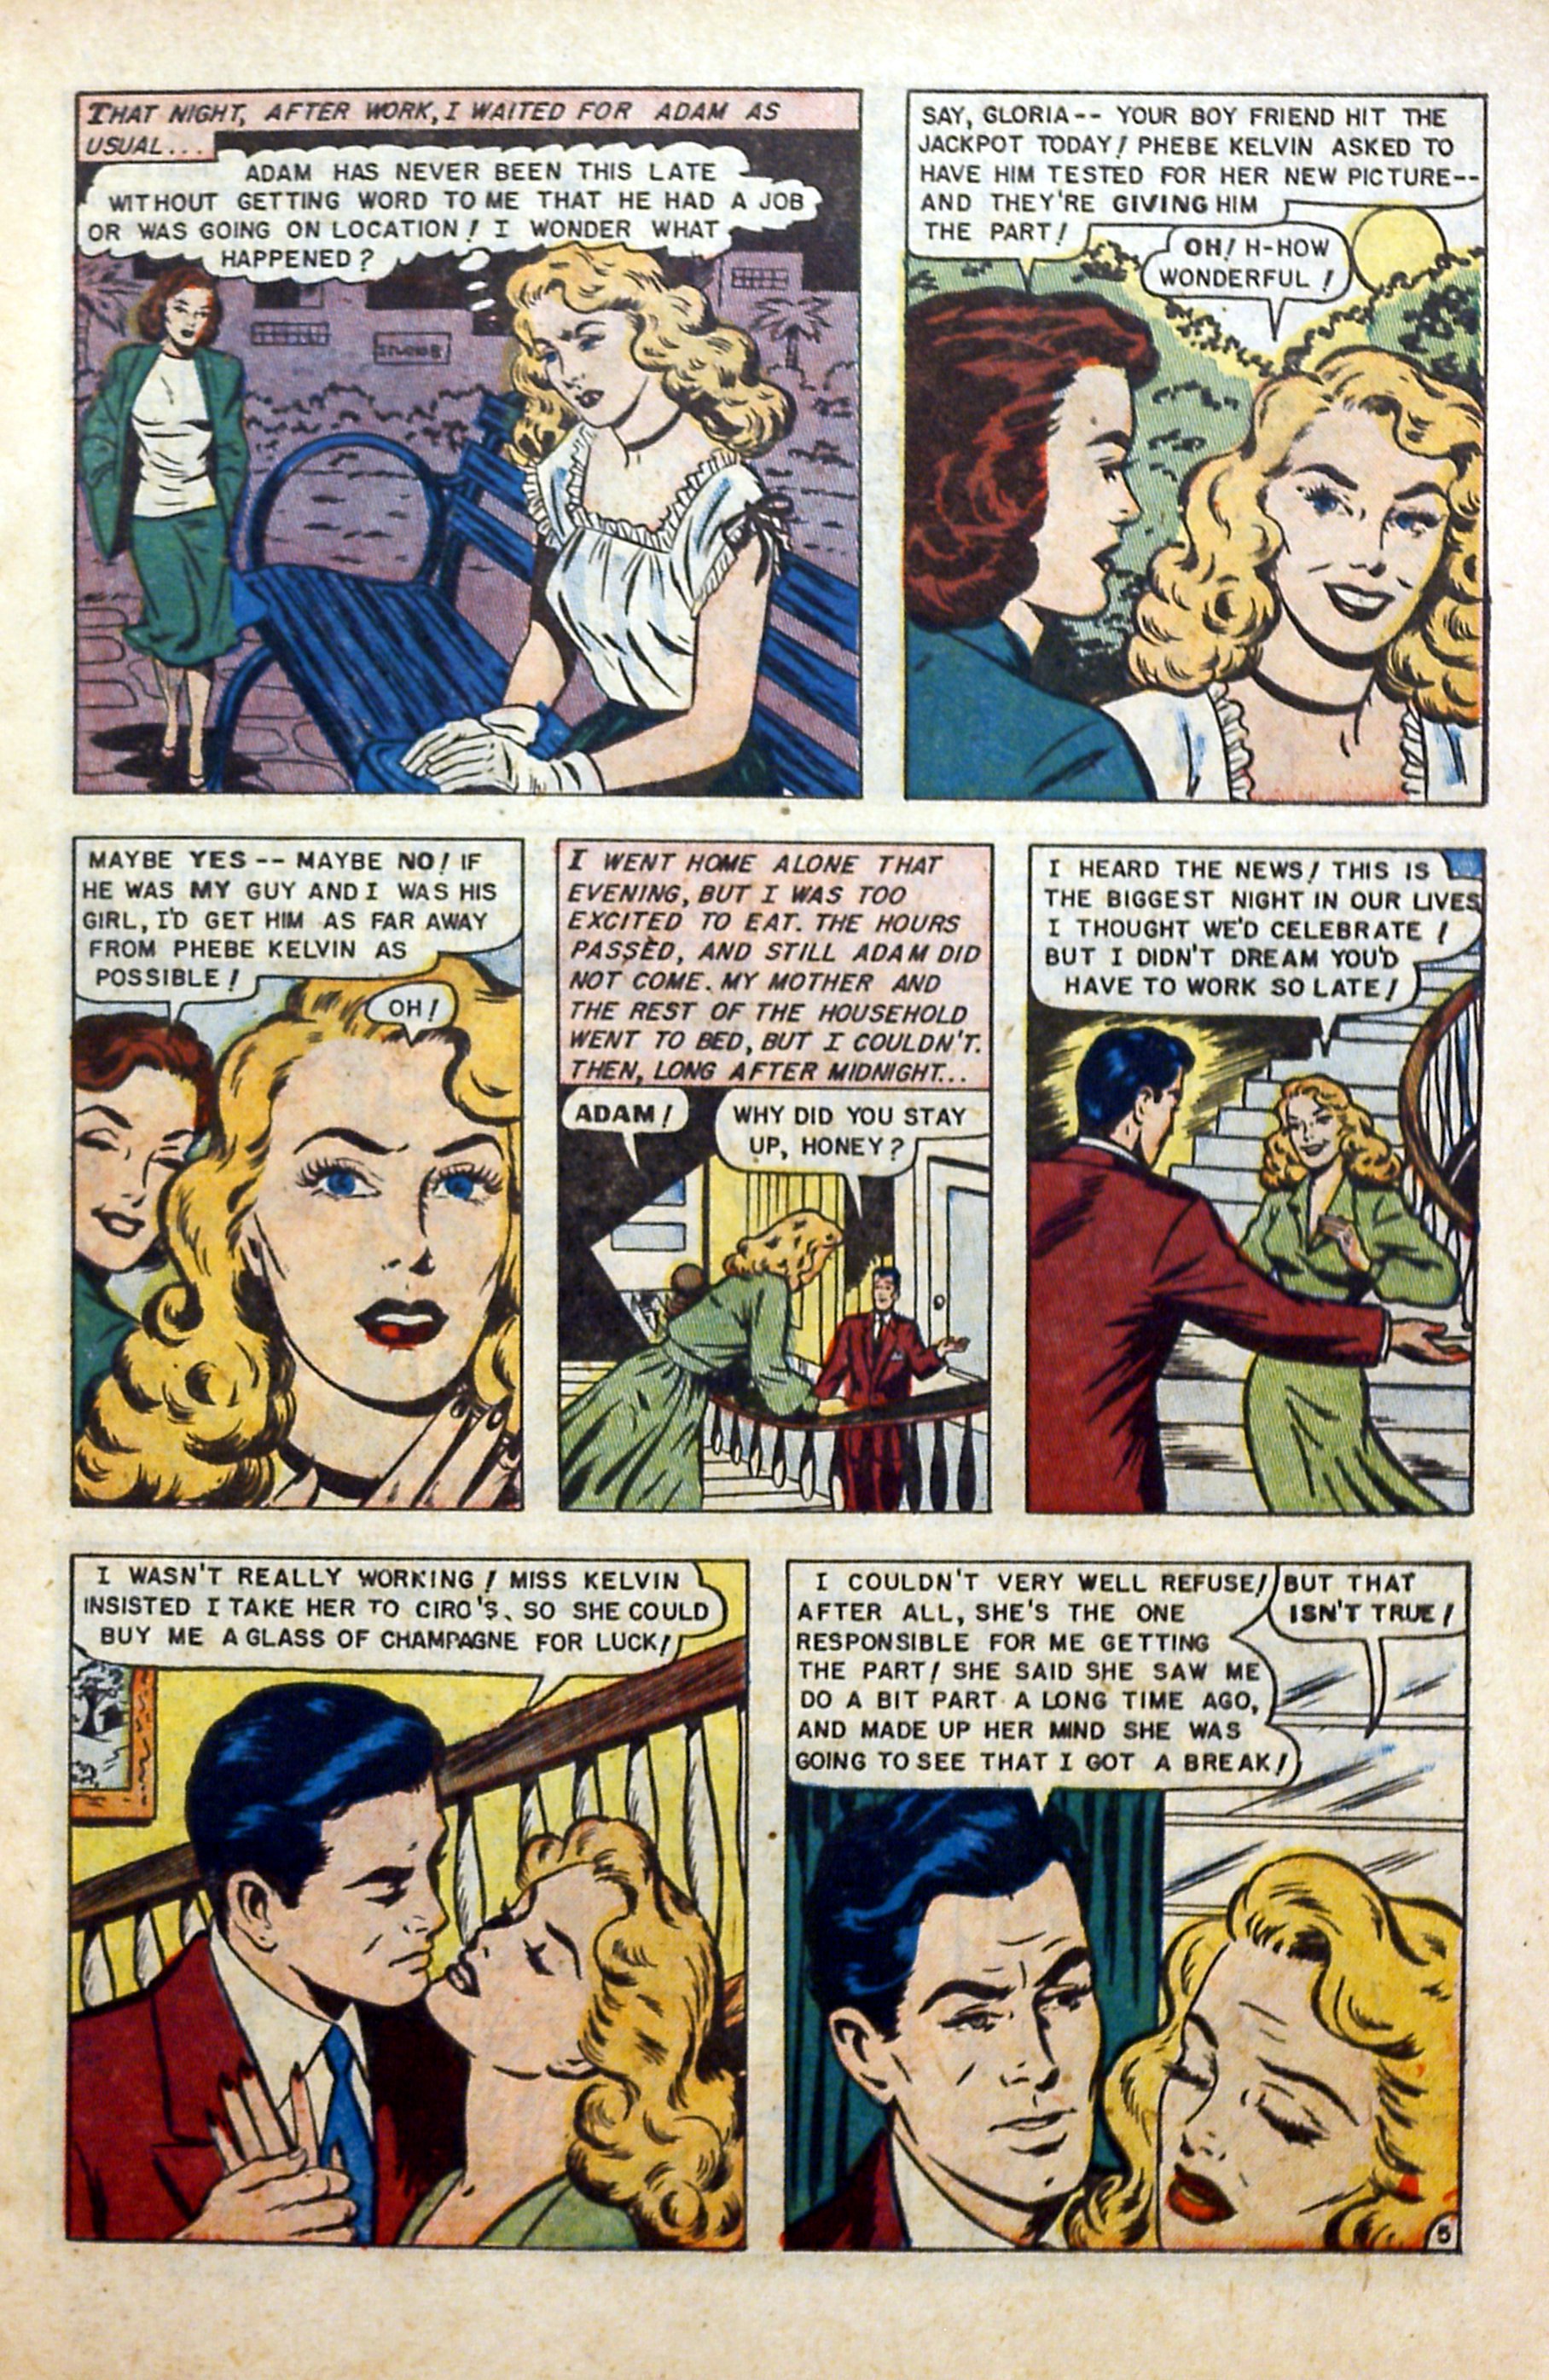 THAT NIGHT, AFTER WORK, I WAITED FOR ADAM AS
USUAL...
ADAM HAS NEVER BEEN THIS LATE
WITHOUT GETTING WORD TO ME THAT HE HAD A JOB
OR WAS GOING ON LOCATION! I WONDER WHAT
HAPPENED?
SAY, GLORIA-- YOUR BOY FRIEND HIT THE
JACKPOT TODAY! PHEBE KELVIN ASKED TO
HAVE HIM TESTED FOR HER NEW PICTURE--
AND THEY'RE GIVING HIM
THE PART!
OH! H-HOW
WONDERFUL!
MAYBE YES -- MAYBE NO! IF
HE WAS MY GUY AND I WAS HIS
GIRL, I'D GET HIM AS FAR AWAY
FROM PHEBE KELVIN AS
POSSIBLE!
OH!
I WENT HOME ALONE THAT
EVENING, BUT I WAS TOO
EXCITED TO EAT. THE HOURS
PASSED, AND STILL ADAM DID
NOT COME. MY MOTHER AND
THE REST OF THE HOUSEHOLD
WENT TO BED, BUT I COULDN'T.
THEN, LONG AFTER MIDNIGHT...
ADAM!
WHY DID YOU STAY
UP, HONEY?
I HEARD THE NEWS! THIS IS
THE BIGGEST NIGHT IN OUR LIVES
I THOUGHT WE'D CELEBRATE!
BUT I DIDN'T DREAM YOU'D
HAVE TO WORK SO LATE!
I WASN'T REALLY WORKING! MISS KELVIN
INSISTED I TAKE HER TO CIRO'S, SO SHE COULD
BUY ME A GLASS OF CHAMPAGNE FOR LUCK!
I COULDN'T VERY WELL REFUSE!
AFTER ALL, SHE'S THE ONE
RESPONSIBLE FOR ME GETTING
THE PART! SHE SAID SHE SAW ME
DO A BIT PART A LONG TIME AGO,
AND MADE UP HER MIND SHE WAS
GOING TO SEE THAT I GOT A BREAK!
BUT THAT
ISN'T TRUE!
5